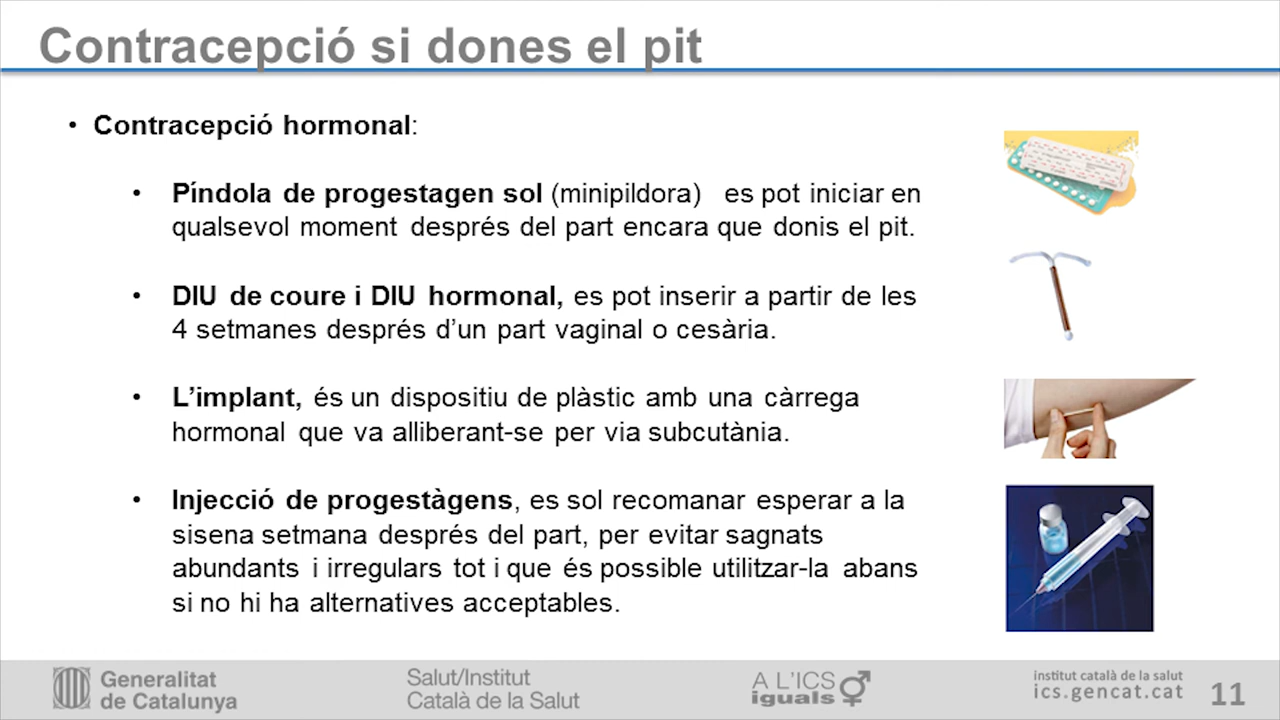 Contracepció si dones el pit
• Contracepció hormonal:
• Píndola de progestagen sol (minipildora) es pot iniciar en
qualsevol moment després del part encara que donis el pit.
• DIU de coure i DIU hormonal, es pot inserir a partir de les
4 setmanes després d’un part vaginal o cesària.
• L’implant, és un dispositiu de plàstic amb una càrrega
hormonal que va alliberant-se per via subcutània.
• Injecció de progestàgens, es sol recomanar esperar a la
sisena setmana després del part, per evitar sagnats
abundants i irregulars tot i que és possible utilitzar-la abans
si no hi ha alternatives acceptables.
Generalitat
de Catalunya
Salut/Institut
Català de la Salut
A L'ICS
iguals
institut català de la salut
ics.gencat.cat
11